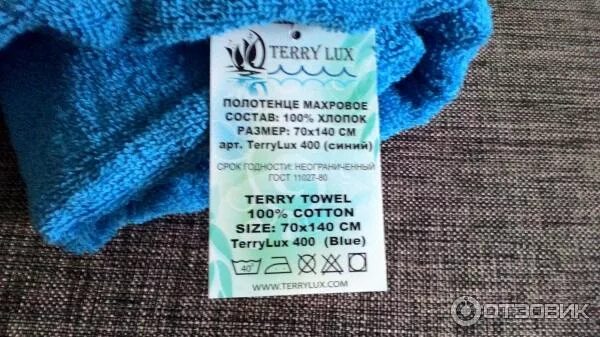 TERRY LUX
ПОЛОТЕНЦЕ МАХРОВОЕ
СОСТАВ: 100% ХЛОПОК
РАЗМЕР: 70х140 СМ
арт. TerryLux 400 (синий)
СРОК ГОДНОСТИ: НЕОГРАНИЧЕННЫЙ
ГОСТ 11027-80
TERRY TOWEL
100% COTTON
SIZE: 70x140 CM
TerryLux 400 (Blue)
40°
WWW.TERRYLUX.COM
ОТЗОВИК